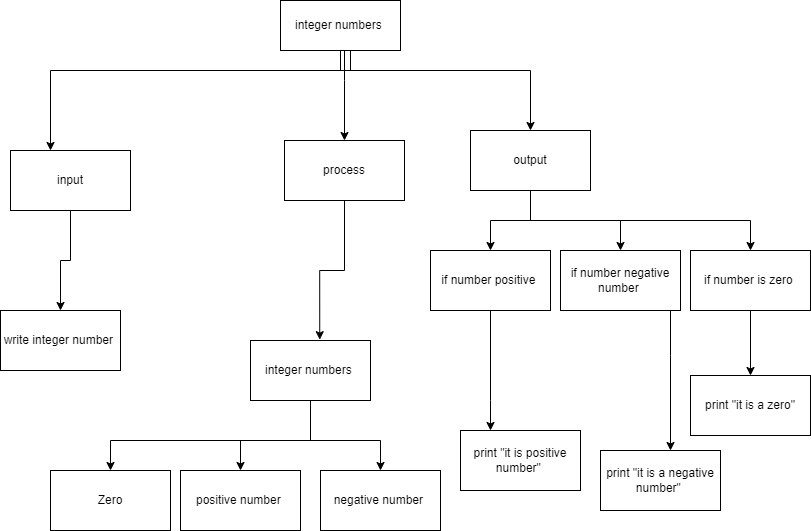 integer numbers
input
process
output
write integer number
integer numbers
Zero
positive number
negative number
if number positive
if number negative
number
if number is zero
print "it is positive
number"
print "it is a negative
number"
print "it is a zero"